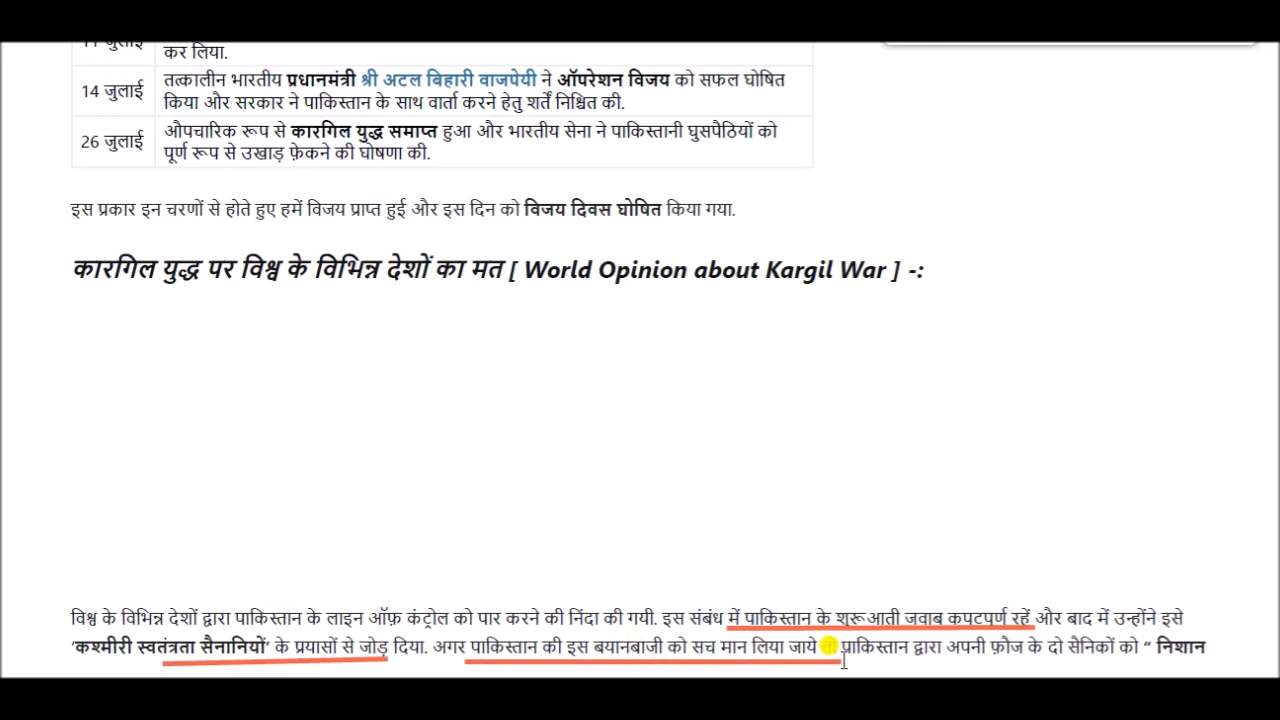 11 जुलाई
कर लिया.
14 जुलाई
तत्कालीन भारतीय प्रधानमंत्री श्री अटल बिहारी वाजपेयी ने ऑपरेशन विजय को सफल घोषित
किया और सरकार ने पाकिस्तान के साथ वार्ता करने हेतु शर्तें निश्चित की.
26 जुलाई
औपचारिक रूप से कारगिल युद्ध समाप्त हुआ और भारतीय सेना ने पाकिस्तानी घुसपैठियों को
पूर्ण रूप से उखाड़ फ़ेकने की घोषणा की.
इस प्रकार इन चरणों से होते हुए हमें विजय प्राप्त हुई और इस दिन को विजय दिवस घोषित किया गया.
कारगिल युद्ध पर विश्व के विभिन्न देशों का मत [ World Opinion about Kargil War ] -:
विश्व के विभिन्न देशों द्वारा पाकिस्तान के लाइन ऑफ़ कंट्रोल को पार करने की निंदा की गयी. इस संबंध में पाकिस्तान के शुरूआती जवाब कपटपूर्ण रहें और बाद में उन्होंने इसे
‘कश्मीरी स्वतंत्रता सैनानियों’ के प्रयासों से जोड़ दिया. अगर पाकिस्तान की इस बयानबाजी को सच मान लिया जाये तो पाकिस्तान द्वारा अपनी फ़ौज के दो सैनिकों को “ निशान